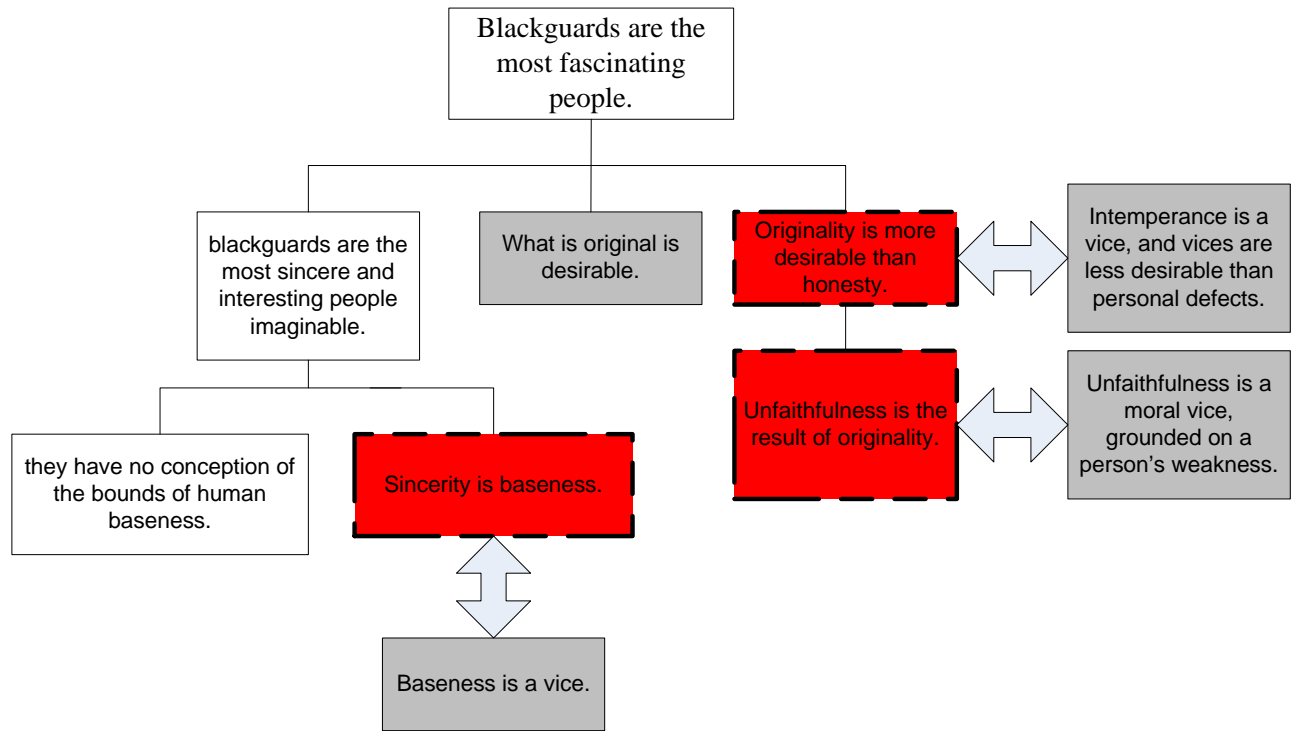 Blackguards are the
most fascinating
people.
blackguards are the
most sincere and
interesting people
imaginable.
What is original is
desirable.
Originality is more
desirable than
honesty.
Intemperance is a
vice, and vices are
less desirable than
personal defects.
they have no conception of
the bounds of human
baseness.
Sincerity is baseness.
Unfaithfulness is the
result of originality.
Unfaithfulness is a
moral vice,
grounded on a
person’s weakness.
Baseness is a vice.